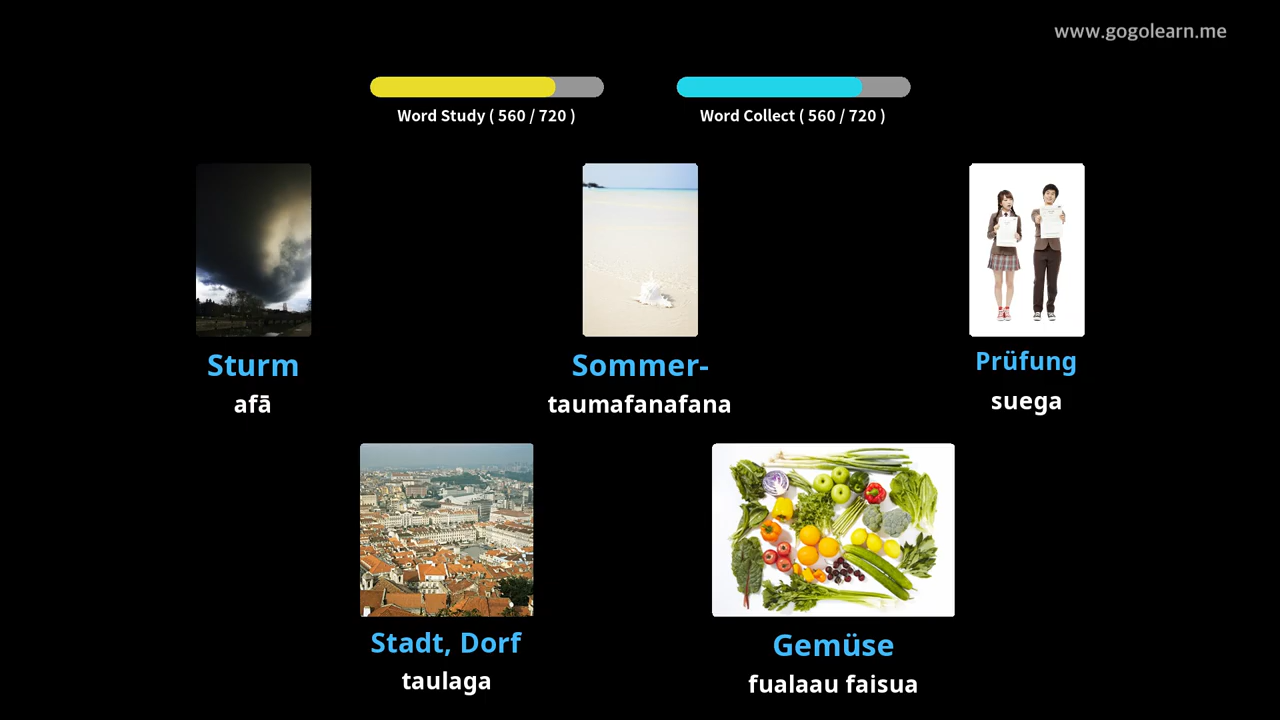 www.gogolearn.me
Word Study ( 560 / 720 )
Word Collect ( 560 / 720 )
Sturm
afā
Sommer-
taumafanafana
Prüfung
suega
Stadt, Dorf
taulaga
Gemüse
fualaau faisua